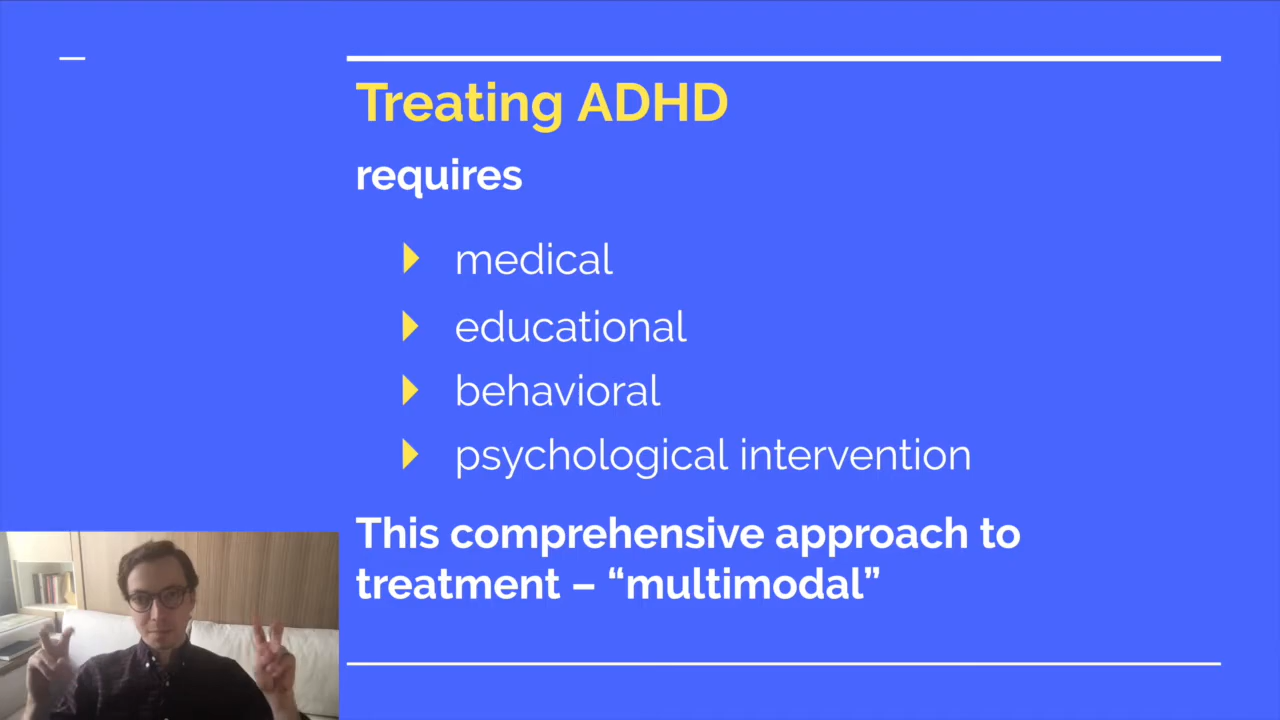 Treating ADHD
requires
medical
educational
behavioral
psychological intervention
This comprehensive approach to
treatment – “multimodal”